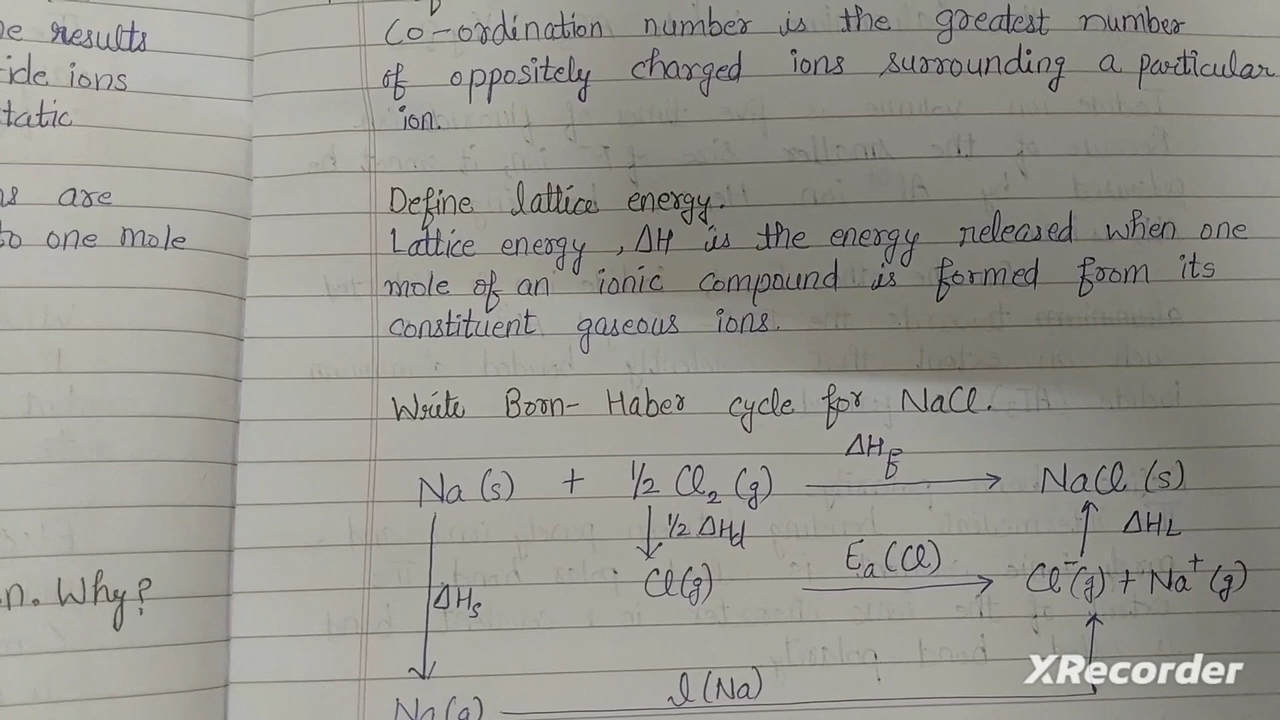 e results
ide ions
tatic
ns are
to one mole
n. Why?
Co-ordination number is the greatest number
of oppositely charged ions surrounding a particular
ion.
Define lattice energy.
Lattice energy, ΔH is the energy released when one
mole of an ionic compound is formed from its
constituent gaseous ions.
Write Born-Haber cycle for NaCl.
ΔHf
Na(s) + ½ Cl₂(g) → NaCl(s)
↓ ½ ΔHd ↑ ΔHL
Ea(Cl)
Cl(g) → Cl⁻(g) + Na⁺(g)
ΔHs
I(Na)
Na(g)
XRecorder